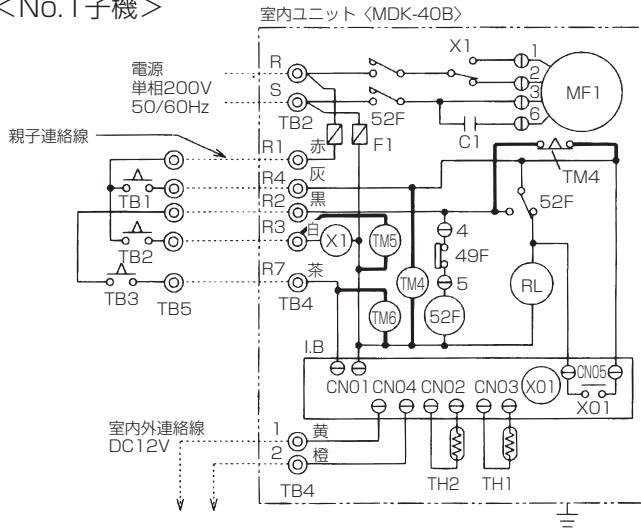 <No.1子機>
室内ユニット〈MDK-40B〉
電源
単相200V
50/60Hz
R
S
TB2
52F
X1
1
2
3
6
MF1
C1
F1
親子連絡線
R1
赤
R4
灰
R2
黒
R3
白
R7
茶
TB1
TB2
TB3
TB5
TB4
X1
TM5
TM6
TM4
4
49F
5
52F
52F
TM4
RL
I.B
CN01
CN04
CN02
CN03
X01
CN05
X01
室内外連絡線
DC12V
1
黄
2
橙
TB4
TH2
TH1